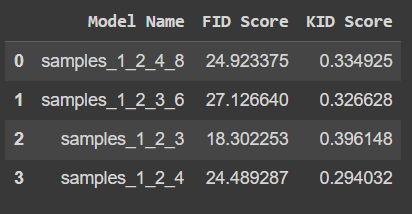 Model Name FID Score KID Score
0 samples_1_2_4_8 24.923375 0.334925
1 samples_1_2_3_6 27.126640 0.326628
2 samples_1_2_3 18.302253 0.396148
3 samples_1_2_4 24.489287 0.294032